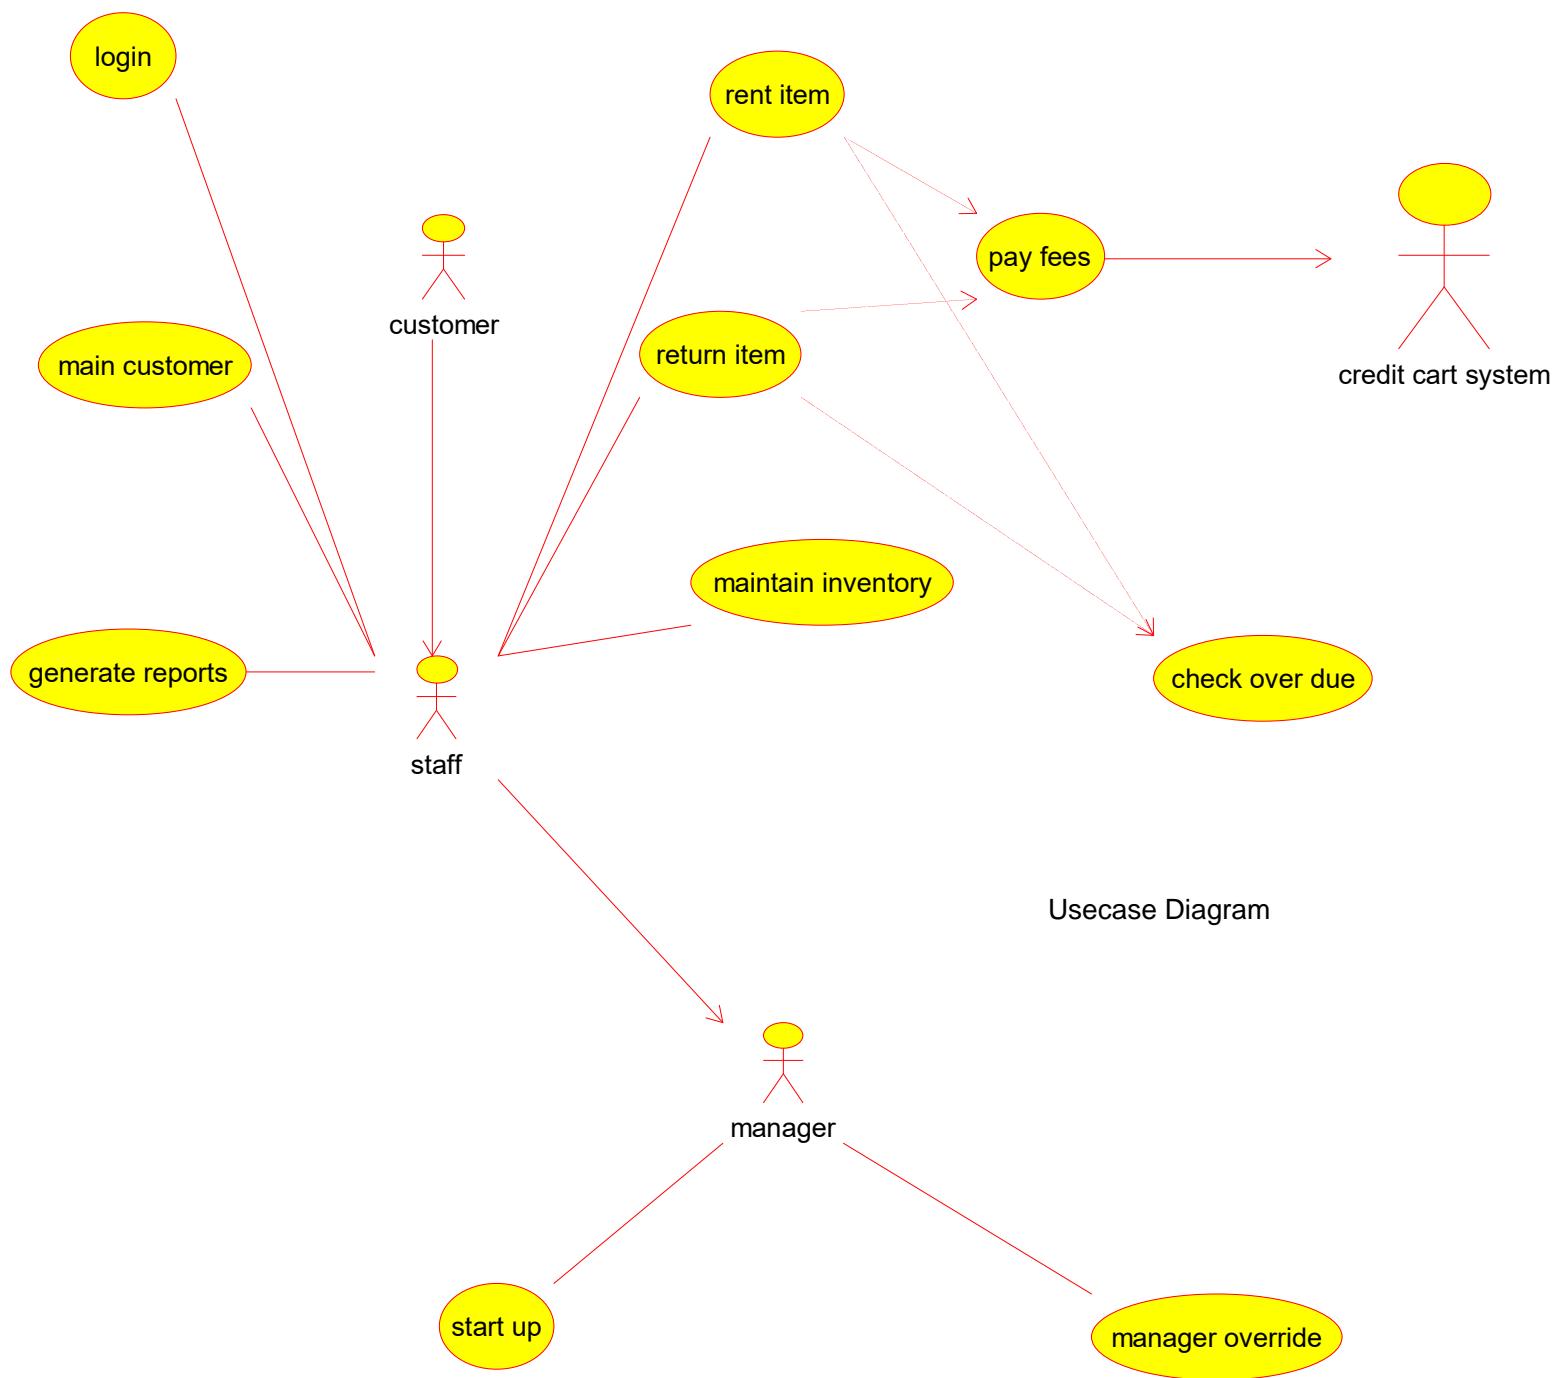 login
rent item
pay fees
customer
return item
main customer
credit cart system
maintain inventory
generate reports
check over due
staff
Usecase Diagram
manager
start up
manager override